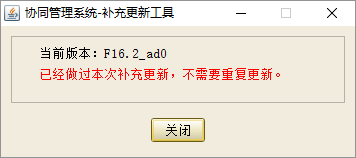 协同管理系统-补充更新工具
当前版本：F16.2_ad0
已经做过本次补充更新，不需要重复更新。
关闭